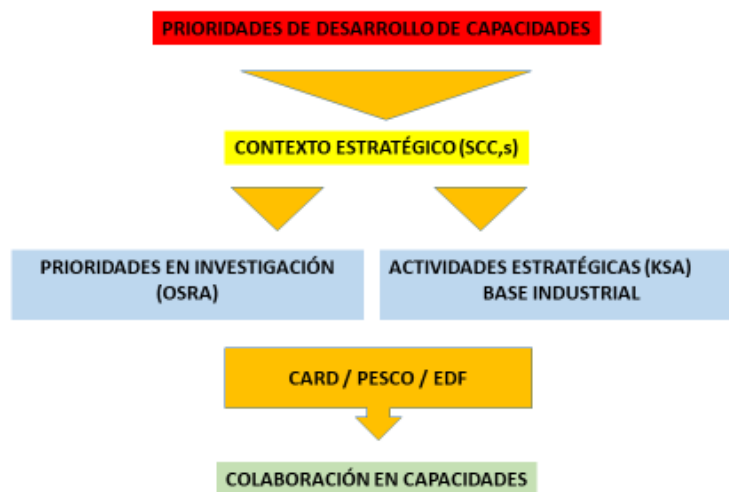 PRIORIDADES DE DESARROLLO DE CAPACIDADES
CONTEXTO ESTRATÉGICO (SCC,s)
PRIORIDADES EN INVESTIGACIÓN
(OSRA)
ACTIVIDADES ESTRATÉGICAS (KSA)
BASE INDUSTRIAL
CARD / PESCO / EDF
COLABORACIÓN EN CAPACIDADES